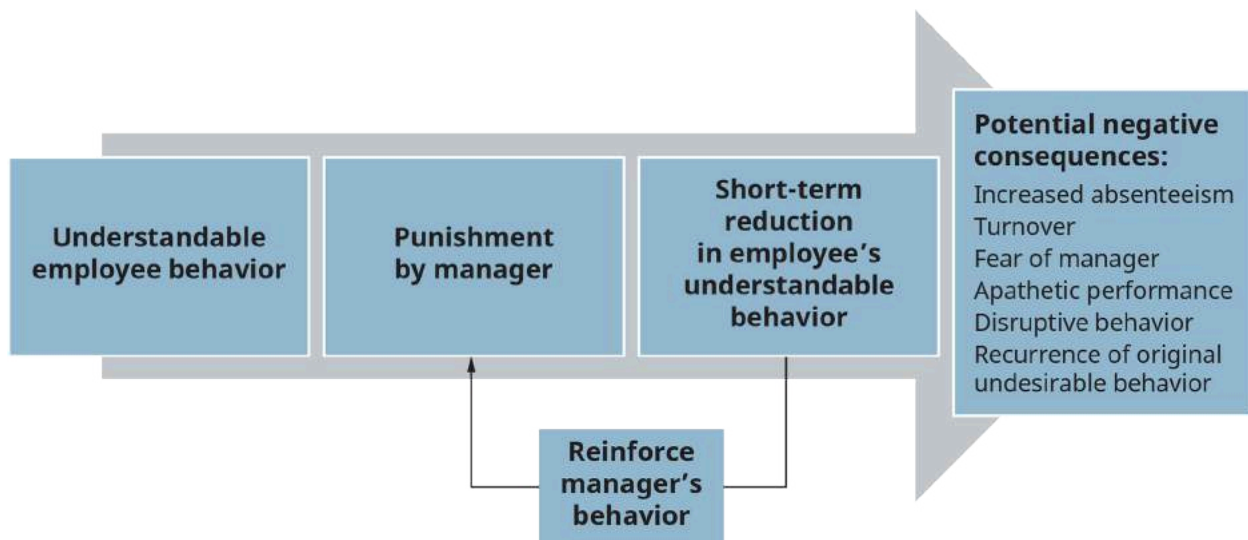 Understandable
employee behavior
Punishment
by manager
Short-term
reduction
in employee’s
understandable
behavior
Potential negative
consequences:
Increased absenteeism
Turnover
Fear of manager
Apathetic performance
Disruptive behavior
Recurrence of original
undesirable behavior
Reinforce
manager’s
behavior